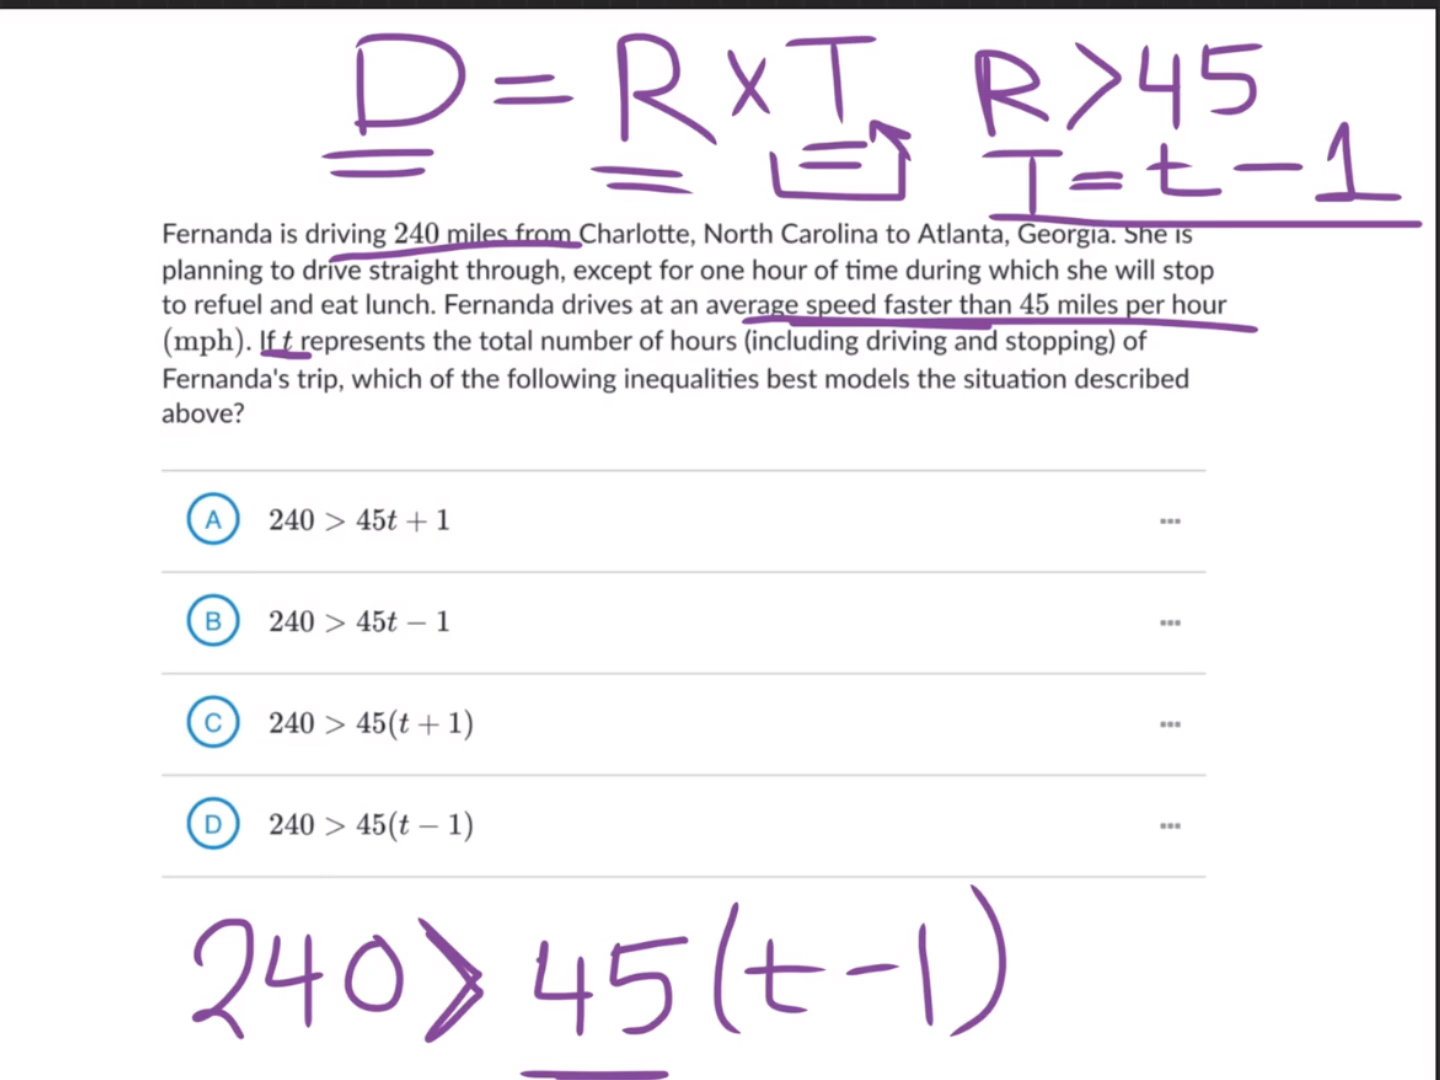 D = R x T R > 45
= T = t - 1
Fernanda is driving 240 miles from Charlotte, North Carolina to Atlanta, Georgia. She is
planning to drive straight through, except for one hour of time during which she will stop
to refuel and eat lunch. Fernanda drives at an average speed faster than 45 miles per hour
(mph). If t represents the total number of hours (including driving and stopping) of
Fernanda's trip, which of the following inequalities best models the situation described
above?
A 240 > 45t + 1
B 240 > 45t − 1
C 240 > 45(t + 1)
D 240 > 45(t − 1)
240 > 45(t-1)